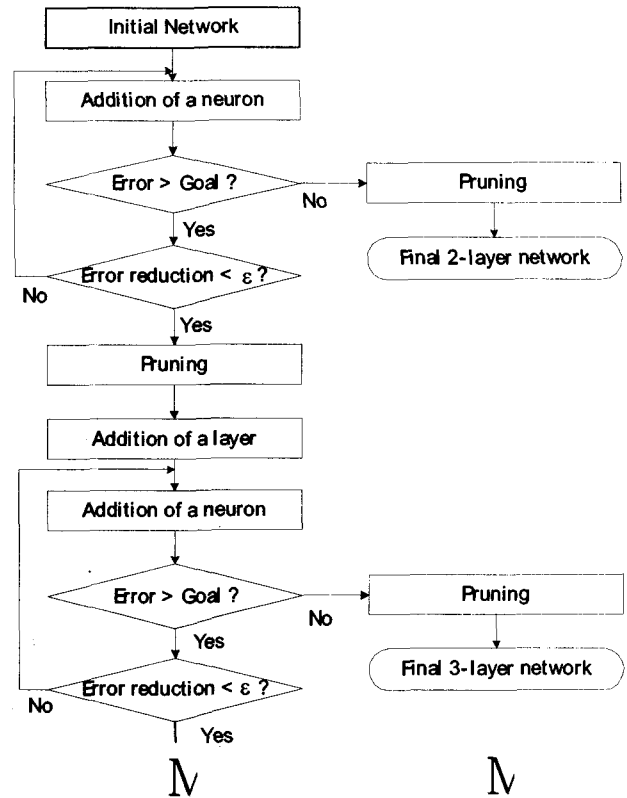 Initial Network
Addition of a neuron
Error > Goal ?
No
Pruning
Yes
Final 2-layer network
Error reduction < ε ?
No
Yes
Pruning
Addition of a layer
Addition of a neuron
Error > Goal ?
No
Pruning
Yes
Final 3-layer network
Error reduction < ε ?
No
Yes
M
M